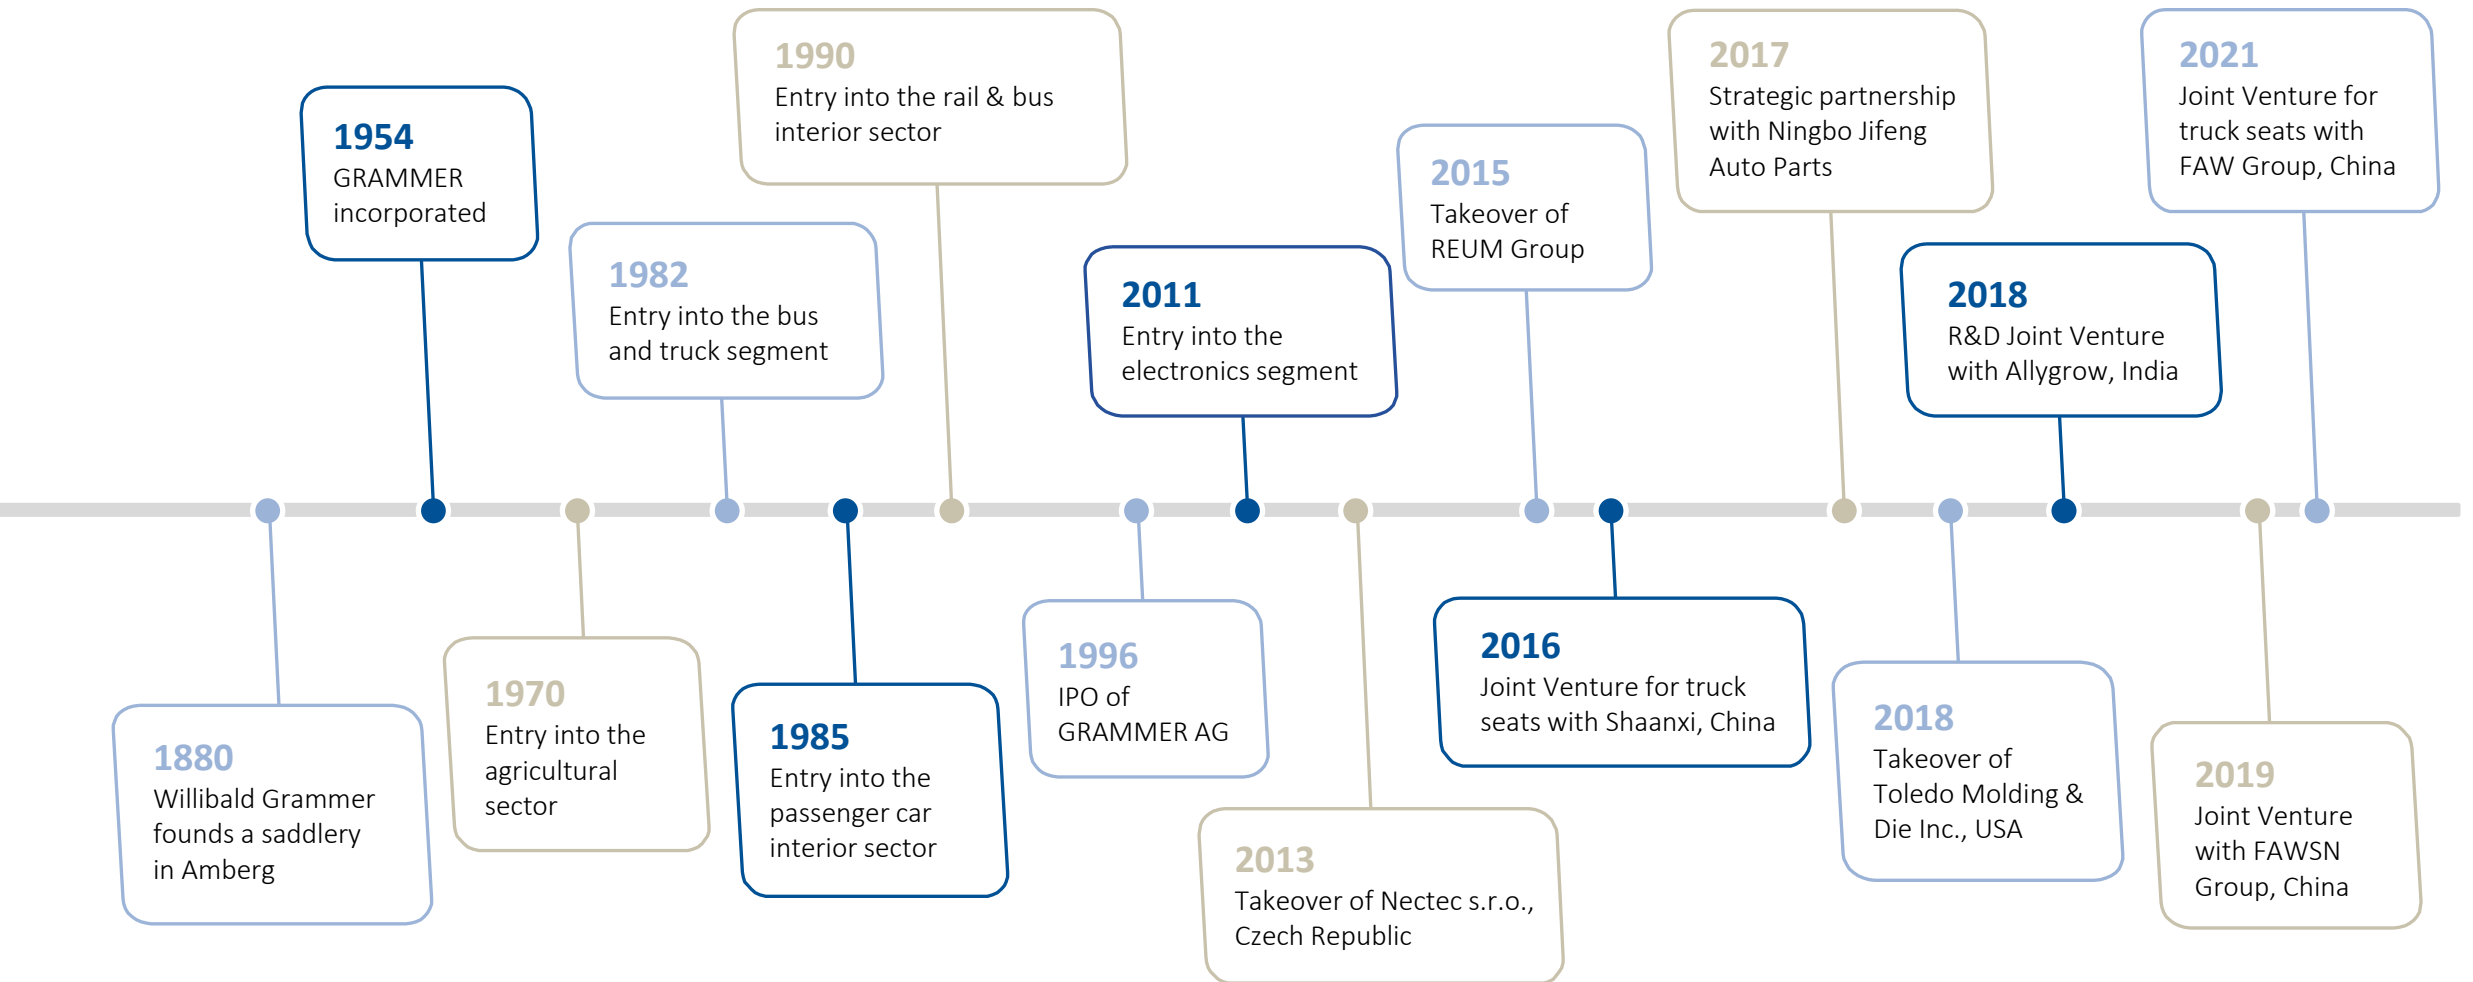 1880
Willibald Grammer
founds a saddlery
in Amberg
1954
GRAMMER
incorporated
1970
Entry into the
agricultural
sector
1982
Entry into the bus
and truck segment
1985
Entry into the
passenger car
interior sector
1990
Entry into the rail & bus
interior sector
1996
IPO of
GRAMMER AG
2011
Entry into the
electronics segment
2013
Takeover of Nectec s.r.o.,
Czech Republic
2015
Takeover of
REUM Group
2016
Joint Venture for truck
seats with Shaanxi, China
2017
Strategic partnership
with Ningbo Jifeng
Auto Parts
2018
Takeover of
Toledo Molding &
Die Inc., USA
2018
R&D Joint Venture
with Allygrow, India
2019
Joint Venture
with FAWSN
Group, China
2021
Joint Venture for
truck seats with
FAW Group, China